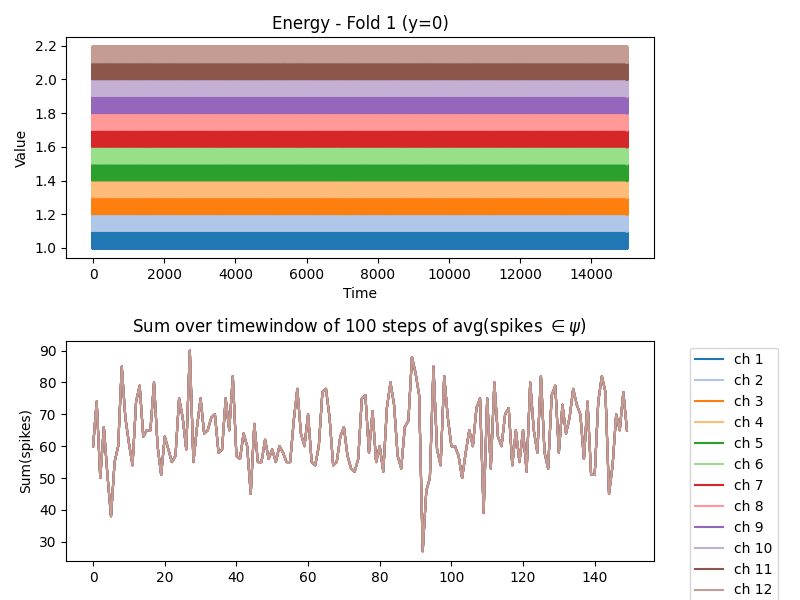 Energy - Fold 1 (y=0)
2.2
2.0
1.8
1.6
1.4
1.2
1.0
Value
0 2000 4000 6000 8000 10000 12000 14000
Time
Sum over timewindow of 100 steps of avg(spikes ∈ψ)
90
80
70
60
50
40
30
Sum(spikes)
0 20 40 60 80 100 120 140
ch 1
ch 2
ch 3
ch 4
ch 5
ch 6
ch 7
ch 8
ch 9
ch 10
ch 11
ch 12